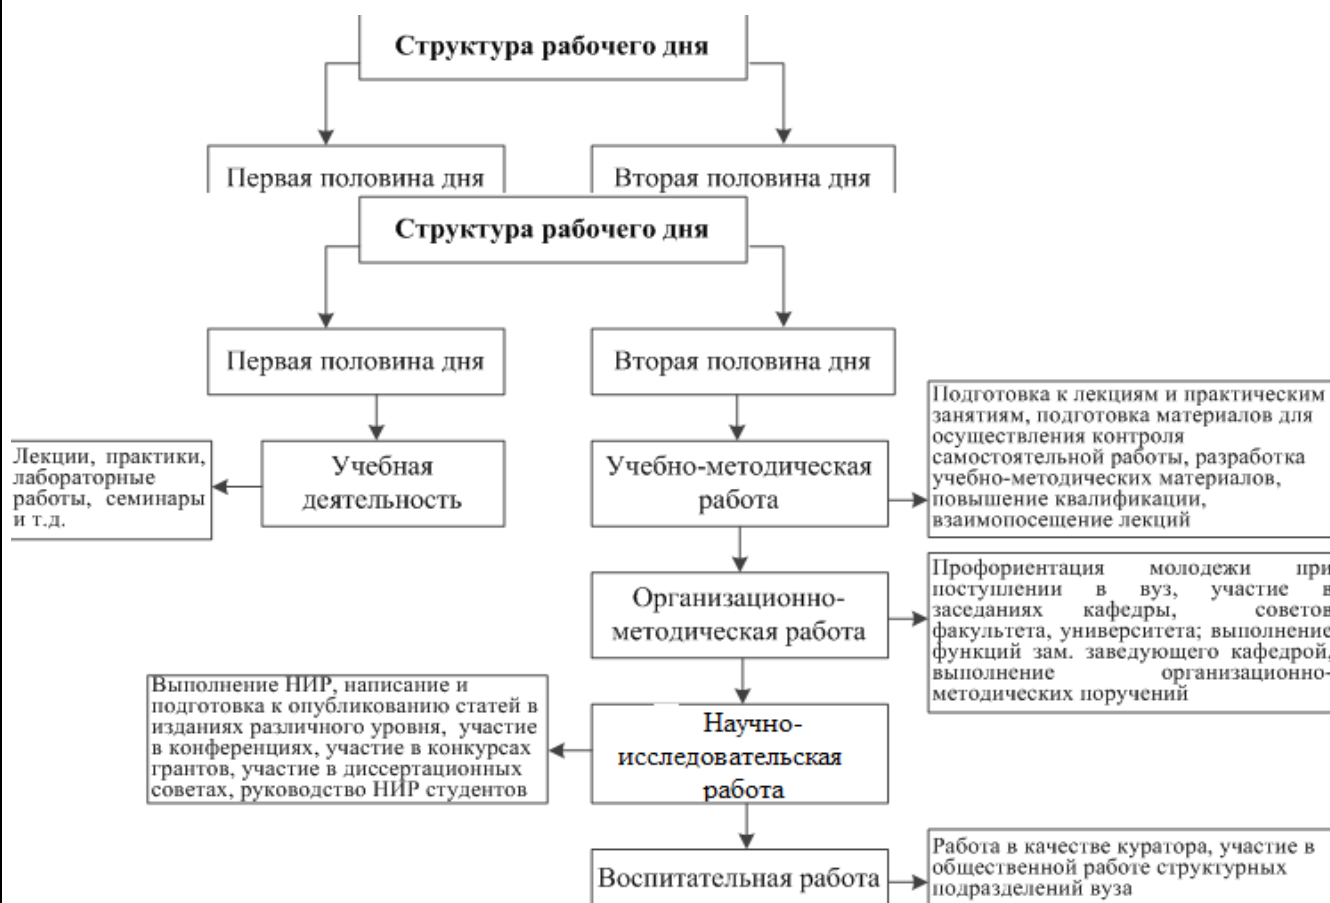 Структура рабочего дня
Первая половина дня
Вторая половина дня
Структура рабочего дня
Первая половина дня
Вторая половина дня
Лекции, практики,
лабораторные
работы, семинары
и т.д.
Учебная
деятельность
Учебно-методическая
работа
Подготовка к лекциям и практическим
занятиям, подготовка материалов для
осуществления контроля
самостоятельной работы, разработка
учебно-методических материалов,
повышение квалификации,
взаимопосещение лекций
Организационно-
методическая работа
Профориентация молодежи при
поступлении в вуз, участие в
заседаниях кафедры, советов
факультета, университета; выполнение
функций зам. заведующего кафедрой,
выполнение организационно-
методических поручений
Выполнение НИР, написание и
подготовка к опубликованию статей в
изданиях различного уровня, участие
в конференциях, участие в конкурсах
грантов, участие в диссертационных
советах, руководство НИР студентов
Научно-
исследовательская
работа
Воспитательная работа
Работа в качестве куратора, участие в
общественной работе структурных
подразделений вуза